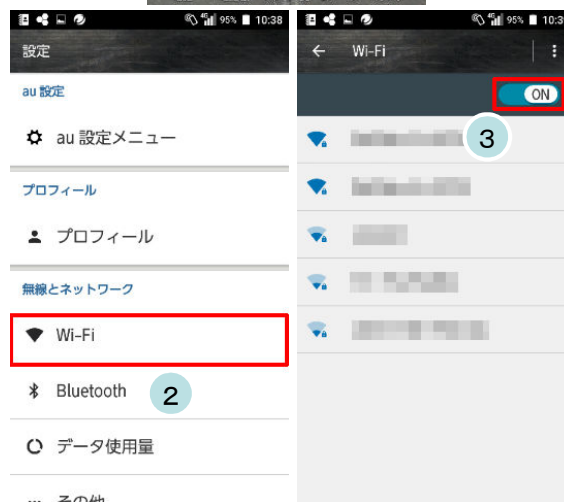 95% 10:38
設定
au 設定
au 設定メニュー
プロフィール
プロフィール
無線とネットワーク
Wi-Fi
Bluetooth
2
データ使用量
95% 10:3
Wi-Fi
ON
3